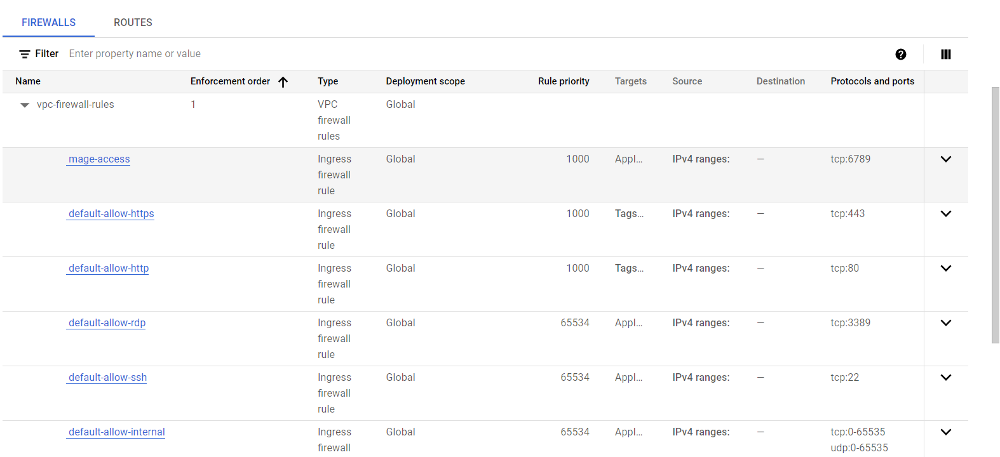 FIREWALLS ROUTES
Filter Enter property name or value
Name Enforcement order Type Deployment scope Rule priority Targets Source Destination Protocols and ports
vpc-firewall-rules 1 VPC Global
firewall
rules
mage-access Ingress Global 1000 Appl... IPv4 ranges: — tcp:6789
firewall
rule
default-allow-https Ingress Global 1000 Tags... IPv4 ranges: — tcp:443
firewall
rule
default-allow-http Ingress Global 1000 Tags... IPv4 ranges: — tcp:80
firewall
rule
default-allow-rdp Ingress Global 65534 Appl... IPv4 ranges: — tcp:3389
firewall
rule
default-allow-ssh Ingress Global 65534 Appl... IPv4 ranges: — tcp:22
firewall
rule
default-allow-internal Ingress Global 65534 Appl... IPv4 ranges: — tcp:0-65535
firewall udp:0-65535